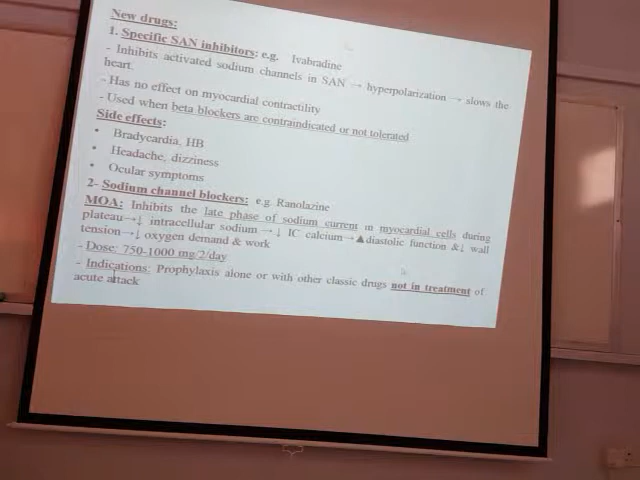 New drugs:
1. Specific SAN inhibitors: e.g. Ivabradine
- Inhibits activated sodium channels in SAN → hyperpolarization → slows the
heart.
- Has no effect on myocardial contractility
- Used when beta blockers are contraindicated or not tolerated
Side effects:
• Bradycardia, HB
• Headache, dizziness
• Ocular symptoms
2- Sodium channel blockers: e.g. Ranolazine
MOA: Inhibits the late phase of sodium current in myocardial cells during
plateau→↓ intracellular sodium →↓ IC calcium→▲diastolic function &↓ wall
tension→↓ oxygen demand & work
- Dose: 750-1000 mg/2/day
- Indications: Prophylaxis alone or with other classic drugs not in treatment of
acute attack